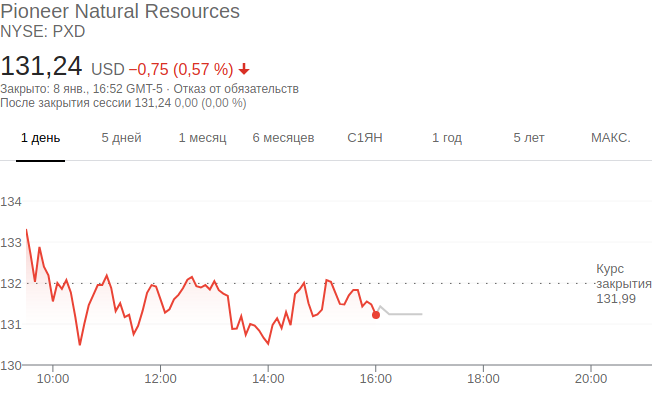 Pioneer Natural Resources
NYSE: PXD
131,24 USD −0,75 (0,57 %)
Закрыто: 8 янв., 16:52 GMT-5 · Отказ от обязательств
После закрытия сессии 131,24 0,00 (0,00 %)
1 день 5 дней 1 месяц 6 месяцев С1ЯН 1 год 5 лет МАКС.
134
133
132
131
130
Курс
закрытия
131,99
10:00 12:00 14:00 16:00 18:00 20:00